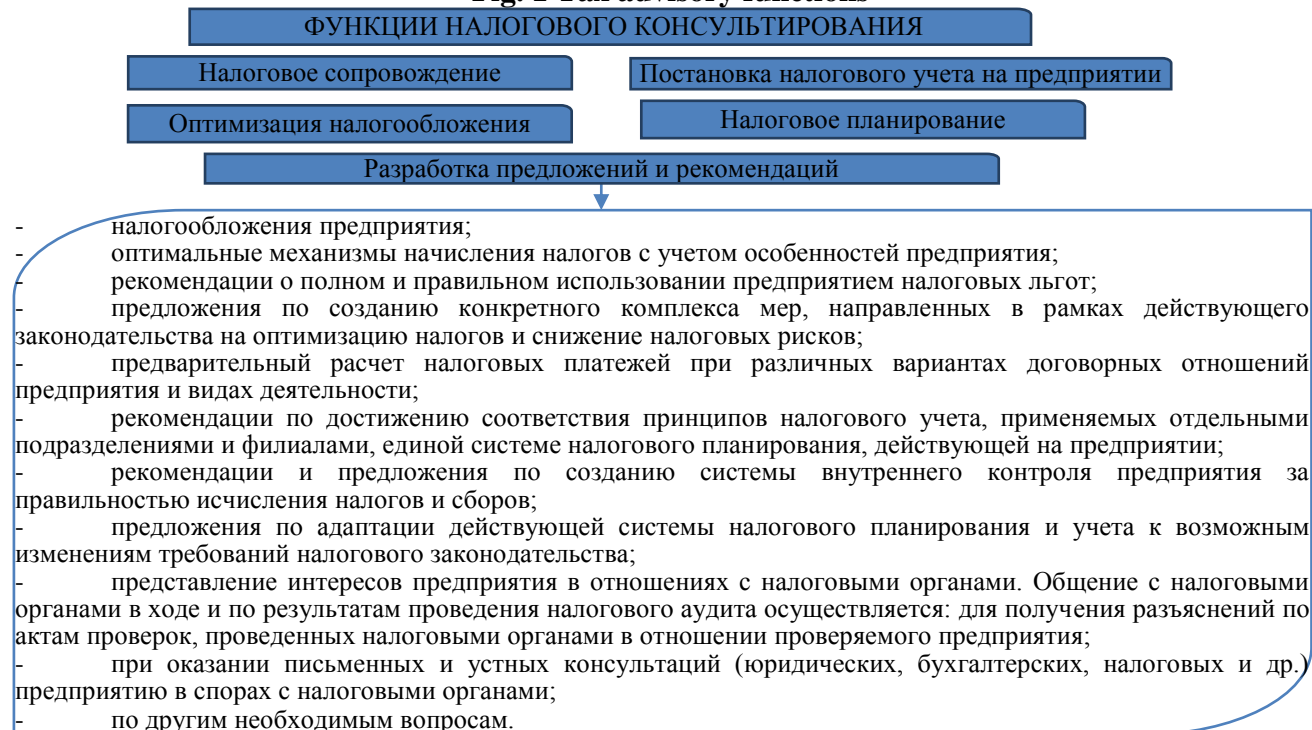 Fig. 1 Tax advisory functions
ФУНКЦИИ НАЛОГОВОГО КОНСУЛЬТИРОВАНИЯ
Налоговое сопровождение
Постановка налогового учета на предприятии
Оптимизация налогообложения
Налоговое планирование
Разработка предложений и рекомендаций
- налогообложения предприятия;
- оптимальные механизмы начисления налогов с учетом особенностей предприятия;
- рекомендации о полном и правильном использовании предприятием налоговых льгот;
- предложения по созданию конкретного комплекса мер, направленных в рамках действующего
законодательства на оптимизацию налогов и снижение налоговых рисков;
- предварительный расчет налоговых платежей при различных вариантах договорных отношений
предприятия и видах деятельности;
- рекомендации по достижению соответствия принципов налогового учета, применяемых отдельными
подразделениями и филиалами, единой системе налогового планирования, действующей на предприятии;
- рекомендации и предложения по созданию системы внутреннего контроля предприятия за
правильностью исчисления налогов и сборов;
- предложения по адаптации действующей системы налогового планирования и учета к возможным
изменениям требований налогового законодательства;
- представление интересов предприятия в отношениях с налоговыми органами. Общение с налоговыми
органами в ходе и по результатам проведения налогового аудита осуществляется: для получения разъяснений по
актам проверок, проведенных налоговыми органами в отношении проверяемого предприятия;
- при оказании письменных и устных консультаций (юридических, бухгалтерских, налоговых и др.)
предприятию в спорах с налоговыми органами;
- по другим необходимым вопросам.